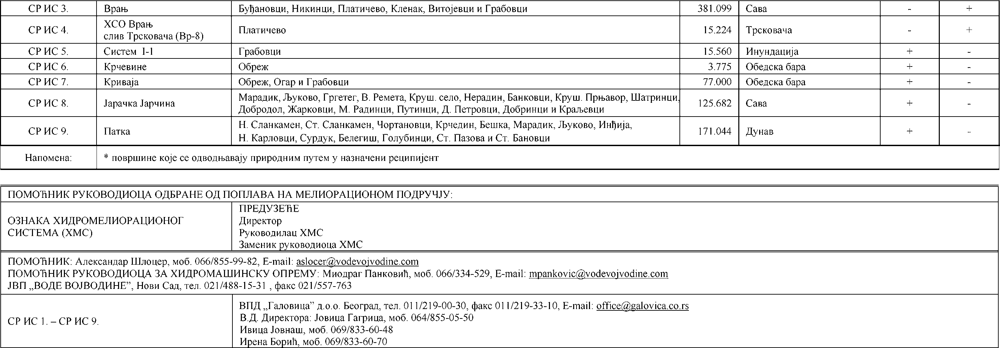 СР ИС 3. Врањ Буђановци, Никинци, Платичево, Кленак, Витојевци и Грабовци 381.099 Сава - +
СР ИС 4. ХСО Врањ
слив Трсковача (Вр-8) Платичево 15.224 Трсковача - +
СР ИС 5. Систем I-1 Грабовци 15.560 Инундација + -
СР ИС 6. Крчевине Обреж 3.775 Обедска бара + -
СР ИС 7. Криваја Обреж, Огар и Грабовци 77.000 Обедска бара + -
СР ИС 8. Јарачка Јарчина Марадик, Љуково, Гргетег, В. Ремета, Круш. село, Нерадин, Банковци, Круш. Прњавор, Шатринци,
Добродол, Жарковци, М. Радинци, Путинци, Д. Петровци, Добринци и Краљевци 125.682 Сава + -
СР ИС 9. Патка Н. Сланкамен, Ст. Сланкамен, Чортановци, Крчедин, Бешка, Марадик, Љуково, Инђија,
Н. Карловци, Сурдук, Белегиш, Голубинци, Ст. Пазова и Ст. Бановци 171.044 Дунав + -
Напомена: * површине које се одводњавају природним путем у назначени реципијент
ПОМОЋНИК РУКОВОДИОЦА ОДБРАНЕ ОД ПОПЛАВА НА МЕЛИОРАЦИОНОМ ПОДРУЧЈУ:
ОЗНАКА ХИДРОМЕЛИОРАЦИОНОГ
СИСТЕМА (ХМС)
ПРЕДУЗЕЋЕ
Директор
Руководилац ХМС
Заменик руководиоца ХМС
ПОМОЋНИК: Александар Шлоцер, моб. 066/855-99-82, E-mail: aslocer@vodevojvodine.com
ПОМОЋНИК РУКОВОДИОЦА ЗА ХИДРОМАШИНСКУ ОПРЕМУ: Миодраг Панковић, моб. 066/334-529, E-mail: mpankovic@vodevojvodine.com
ЈВП „ВОДЕ ВОЈВОДИНЕ”, Нови Сад, тел. 021/488-15-31 , факс 021/557-763
СР ИС 1. – СР ИС 9.
ВПД „Галовица” д.о.о. Београд, тел. 011/219-00-30, факс 011/219-33-10, E-mail: office@galovica.co.rs
В.Д. Директора: Јовица Гагрица, моб. 064/855-05-50
Ивица Јовнаш, моб. 069/833-60-48
Ирена Борић, моб. 069/833-60-70